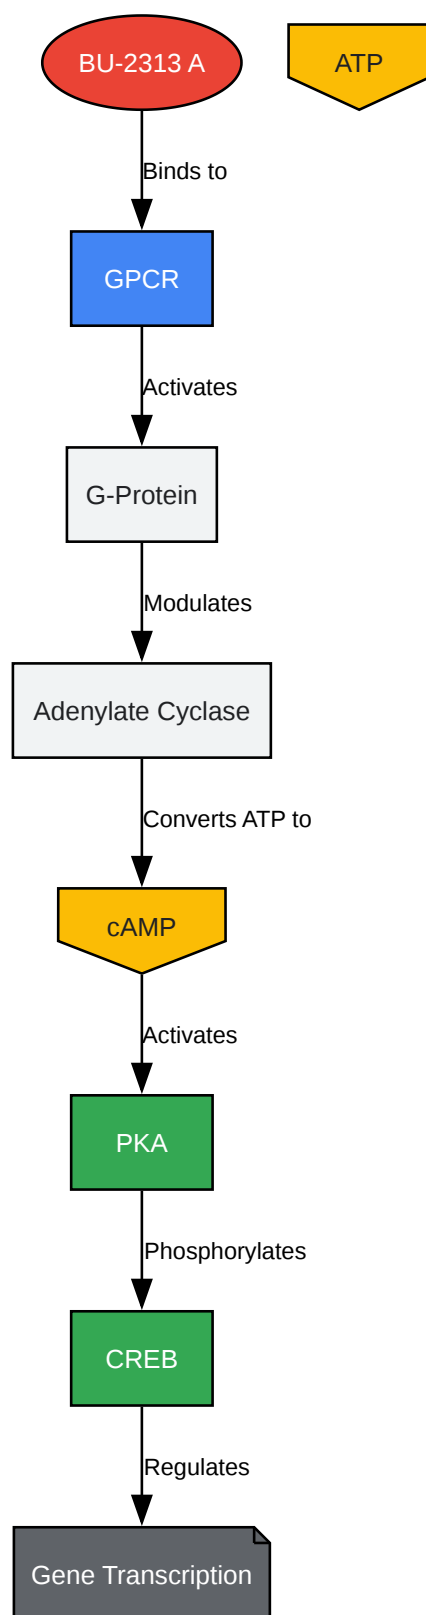 BU-2313 A
ATP
Binds to
GPCR
Activates
G-Protein
Modulates
Adenylate Cyclase
Converts ATP to
cAMP
Activates
PKA
Phosphorylates
CREB
Regulates
Gene Transcription